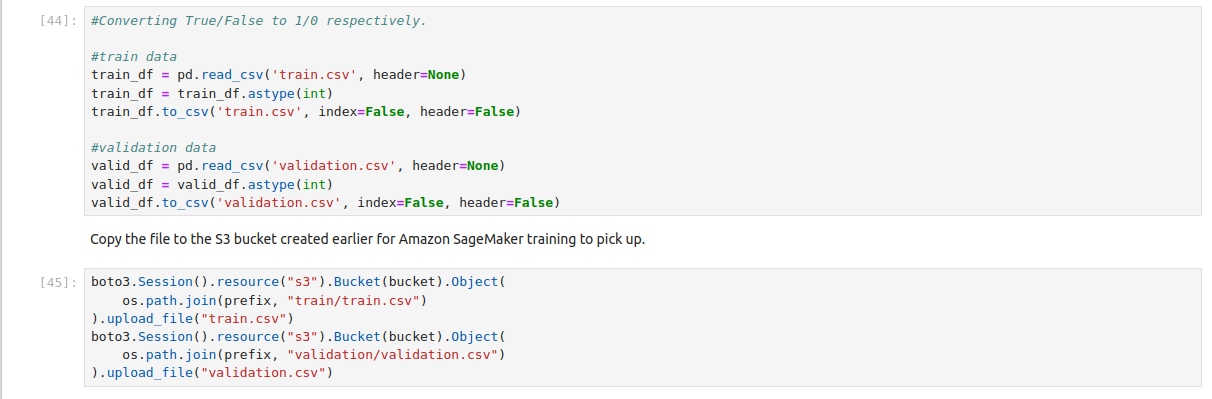 [44]: #Converting True/False to 1/0 respectively.
#train data
train_df = pd.read_csv('train.csv', header=None)
train_df = train_df.astype(int)
train_df.to_csv('train.csv', index=False, header=False)
#validation data
valid_df = pd.read_csv('validation.csv', header=None)
valid_df = valid_df.astype(int)
valid_df.to_csv('validation.csv', index=False, header=False)
Copy the file to the S3 bucket created earlier for Amazon SageMaker training to pick up.
[45]: boto3.Session().resource("s3").Bucket(bucket).Object(
    os.path.join(prefix, "train/train.csv")
).upload_file("train.csv")
boto3.Session().resource("s3").Bucket(bucket).Object(
    os.path.join(prefix, "validation/validation.csv")
).upload_file("validation.csv")